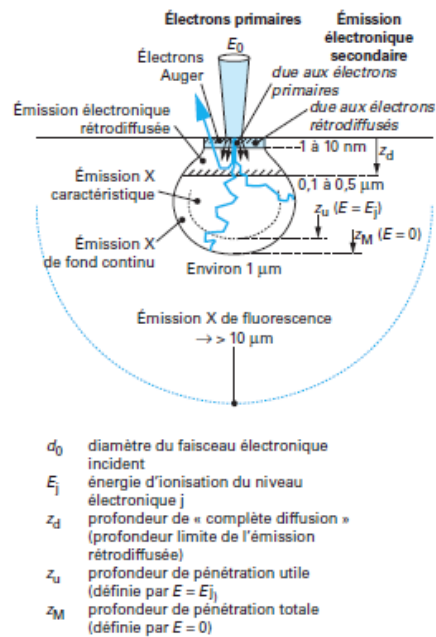 Électrons primaires
Émission
électronique
secondaire
E0
Électrons
Auger
due aux électrons
primaires
due aux électrons
rétrodiffusés
Émission électronique
rétrodiffusée
1 à 10 nm
zd
Émission X
caractéristique
0,1 à 0,5 µm
zu (E = Ej)
zM (E = 0)
Émission X
de fond continu
Environ 1 µm
Émission X de fluorescence
→ > 10 µm
d0 diamètre du faisceau électronique
incident
Ej énergie d'ionisation du niveau
électronique j
zd profondeur de « complète diffusion »
(profondeur limite de l'émission
rétrodiffusée)
zu profondeur de pénétration utile
(définie par E = Ej)
zM profondeur de pénétration totale
(définie par E = 0)